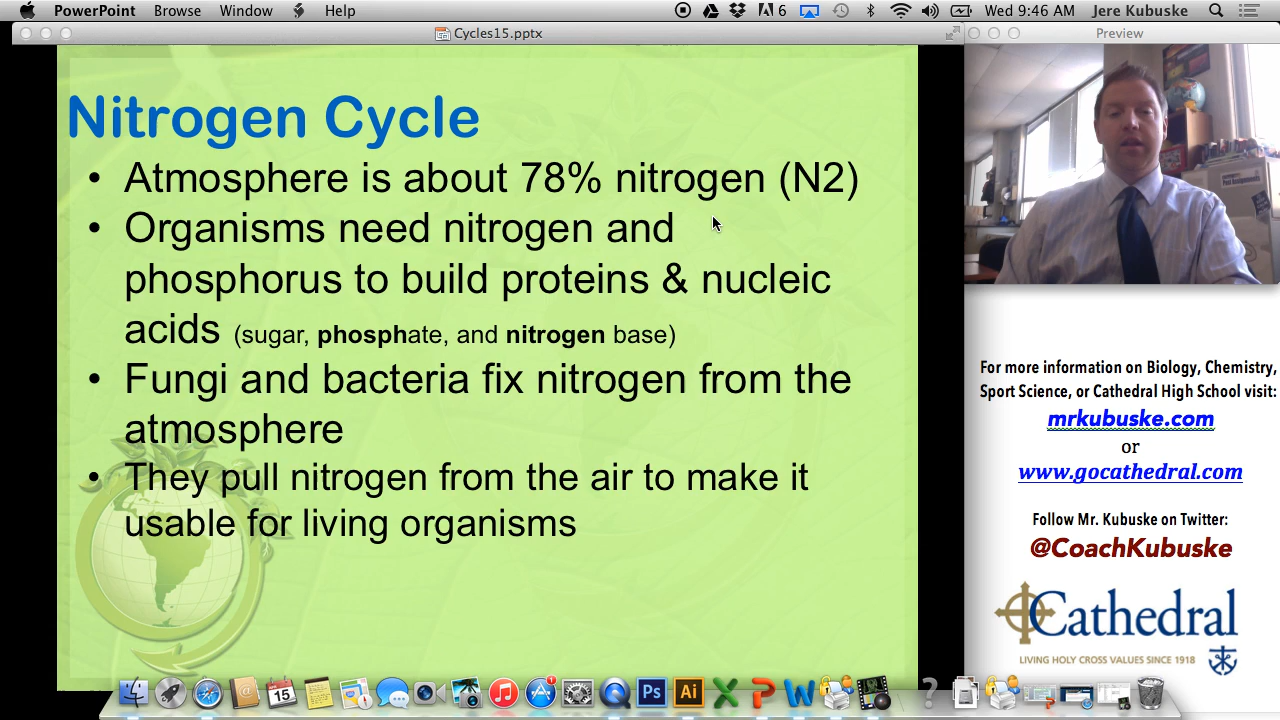 PowerPoint Browse Window Help 6 Wed 9:46 AM Jere Kubuske
Cycles15.pptx
Preview
Nitrogen Cycle
• Atmosphere is about 78% nitrogen (N2)
• Organisms need nitrogen and
phosphorus to build proteins & nucleic
acids (sugar, phosphate, and nitrogen base)
• Fungi and bacteria fix nitrogen from the
atmosphere
• They pull nitrogen from the air to make it
usable for living organisms
For more information on Biology, Chemistry,
Sport Science, or Cathedral High School visit:
mrkubuske.com
or
www.gocathedral.com
Follow Mr. Kubuske on Twitter:
@CoachKubuske
Cathedral
LIVING HOLY CROSS VALUES SINCE 1918
15
Ps
Ai